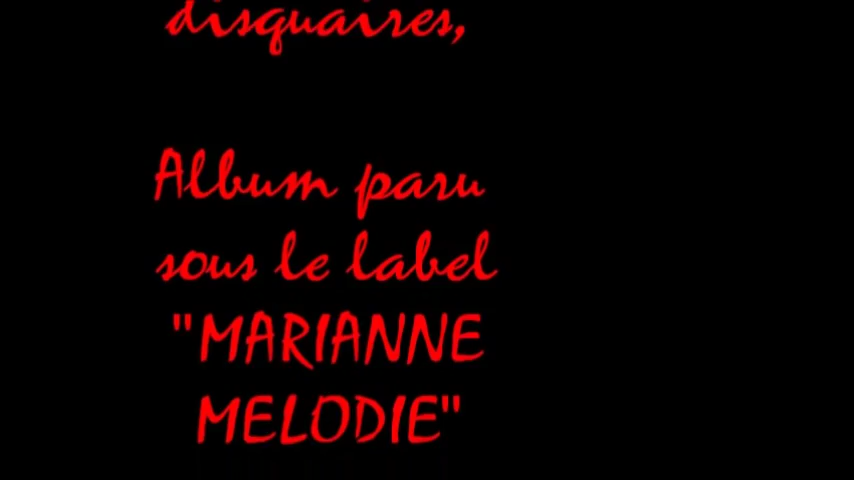 disquaires,
Album paru
sous le label
"MARIANNE
MELODIE"